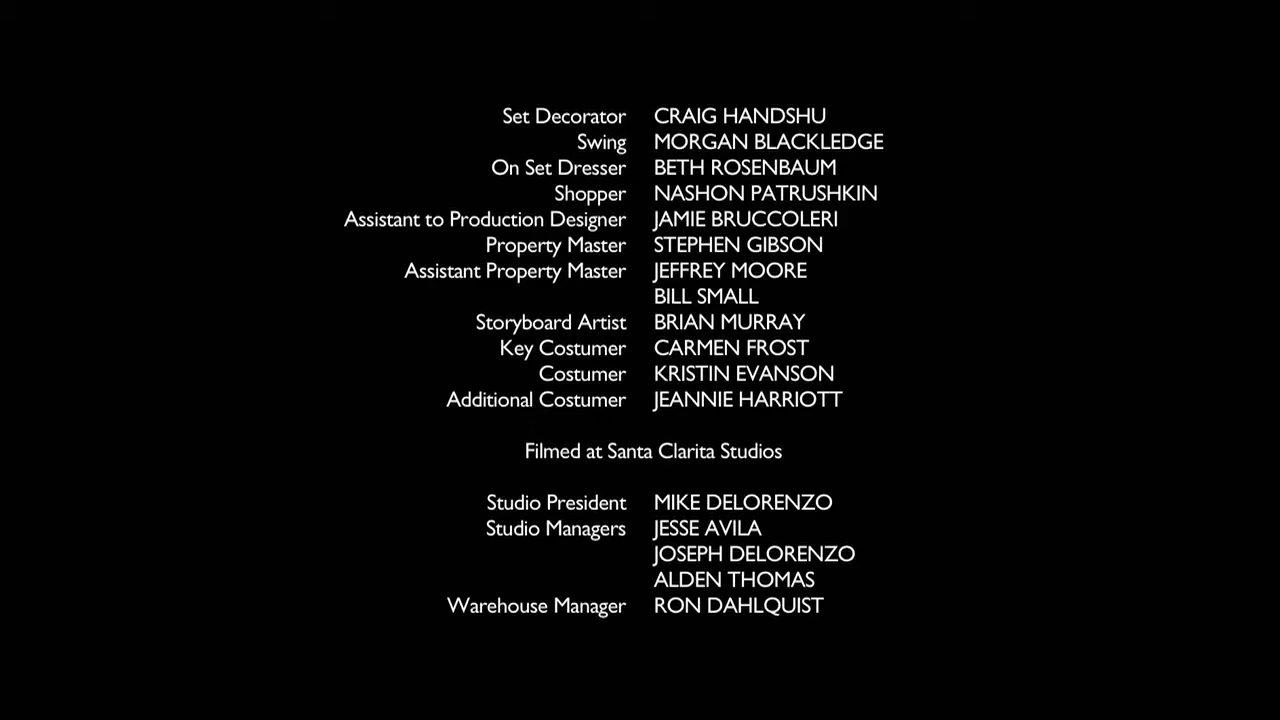 Set Decorator CRAIG HANDSHU
Swing MORGAN BLACKLEDGE
On Set Dresser BETH ROSENBAUM
Shopper NASHON PATRUSHKIN
Assistant to Production Designer JAMIE BRUCCOLERI
Property Master STEPHEN GIBSON
Assistant Property Master JEFFREY MOORE
BILL SMALL
Storyboard Artist BRIAN MURRAY
Key Costumer CARMEN FROST
Costumer KRISTIN EVANSON
Additional Costumer JEANNIE HARRIOTT
Filmed at Santa Clarita Studios
Studio President MIKE DELORENZO
Studio Managers JESSE AVILA
JOSEPH DELORENZO
ALDEN THOMAS
Warehouse Manager RON DAHLQUIST